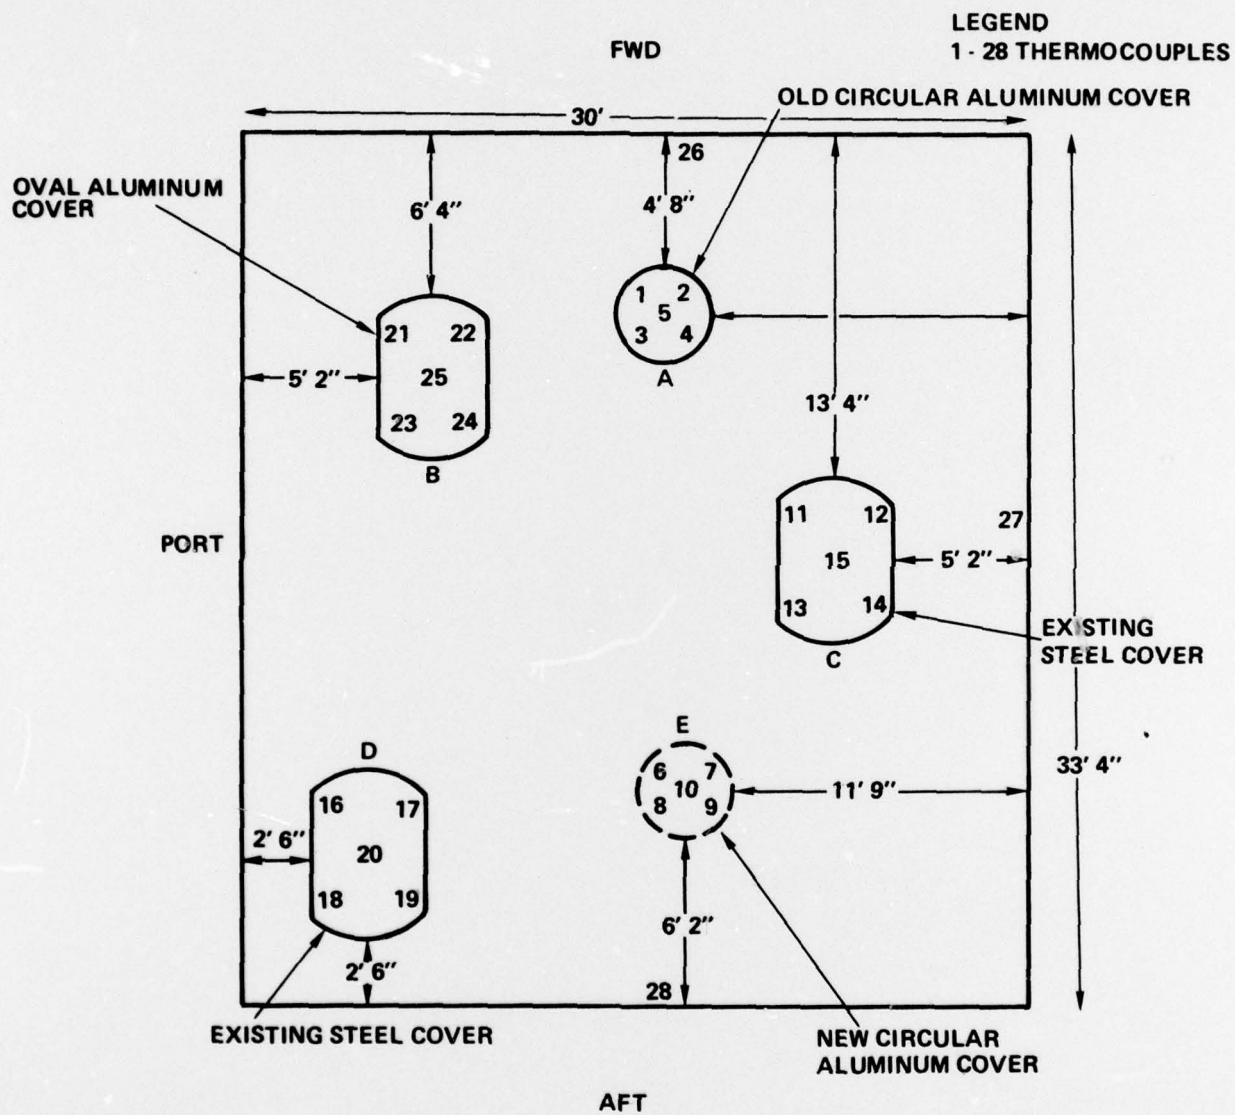 LEGEND
1 - 28 THERMOCOUPLES
FWD
OLD CIRCULAR ALUMINUM COVER
30'
26
OVAL ALUMINUM
COVER
6' 4"
4' 8"
1 2
5
3 4
A
21 22
25
23 24
B
5' 2"
13' 4"
11 12
15
13 14
C
27
5' 2"
PORT
EXISTING
STEEL COVER
33' 4"
D
16 17
20
18 19
2' 6"
2' 6"
E
6 7
10
8 9
11' 9"
6' 2"
28
EXISTING STEEL COVER
NEW CIRCULAR
ALUMINUM COVER
AFT